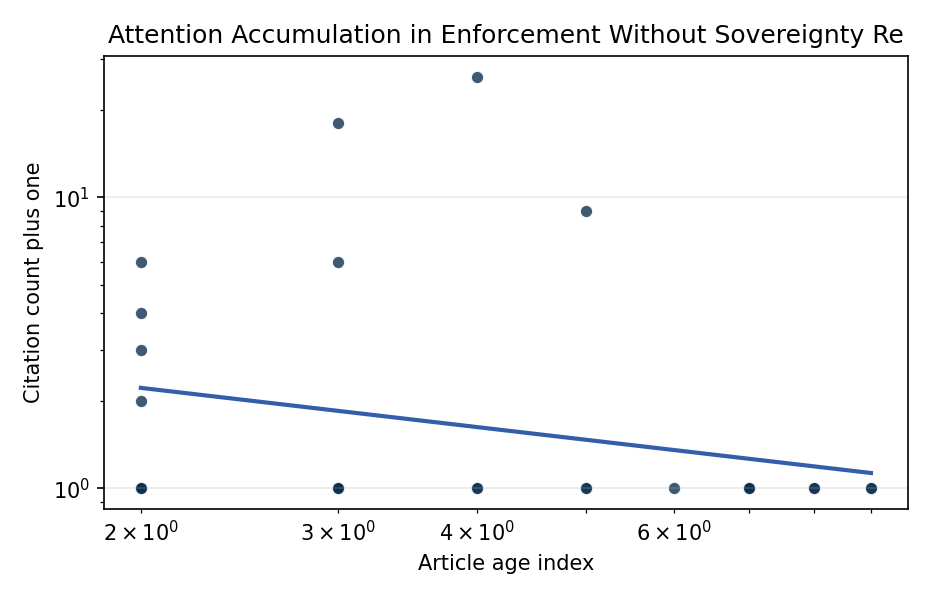 Attention Accumulation in Enforcement Without Sovereignty Re
Citation count plus one
10¹
10⁰
2 × 10⁰
3 × 10⁰
4 × 10⁰
6 × 10⁰
Article age index